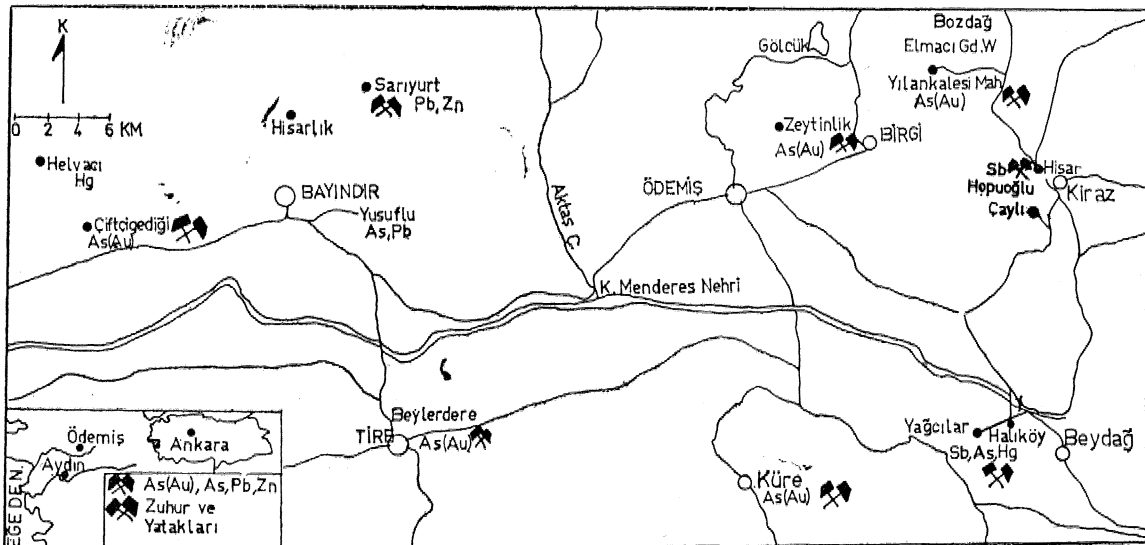 K
0 2 4 6 KM
Helvacı
Hg
Çiftçigediği
As(Au)
Hisarlık
Sarıyurt
Pb, Zn
BAYINDIR
Yusuflu
As,Pb
Aktaş Ç.
K. Menderes Nehri
ÖDEMİŞ
Gölcük
Zeytinlik
As(Au)
BİRGİ
Bozdağ
Elmacı Gd.W
Yılankalesi Mah
As(Au)
Sb
Hisar
Hopuoğlu
Kiraz
Çaylı
Beylerdere
TİRE
As(Au)
Küre
As(Au)
Yağcılar
Halıköy
Sb,As,Hg
Beydağ
Ödemiş
Ankara
Aydın
EGE DEN.
As(Au), As,Pb,Zn
Zuhur ve
Yatakları